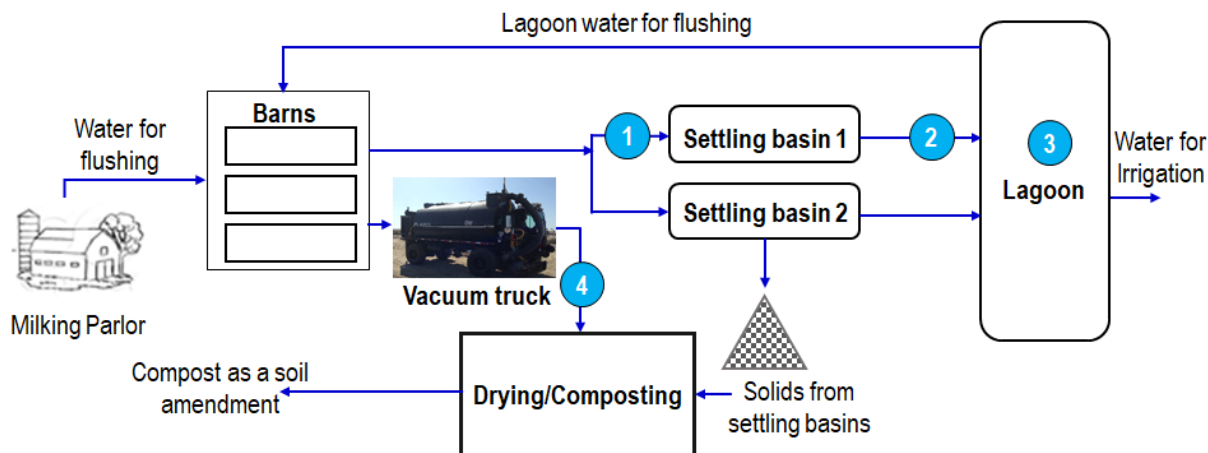 Lagoon water for flushing
Barns
Water for
flushing
1
Settling basin 1
2
3
Lagoon
Water for
Irrigation
Settling basin 2
Vacuum truck
4
Milking Parlor
Compost as a soil
amendment
Drying/Composting
Solids from
settling basins